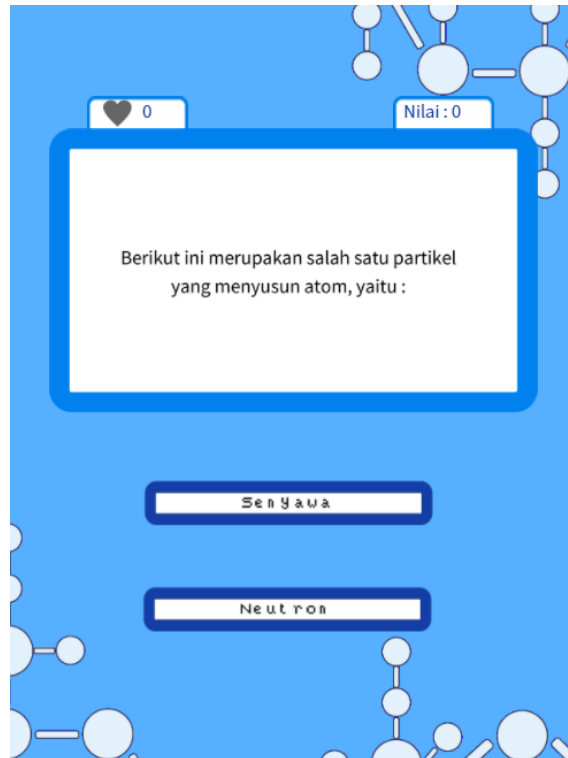 0
Nilai : 0
Berikut ini merupakan salah satu partikel
yang menyusun atom, yaitu :
Senyawa
Neutron